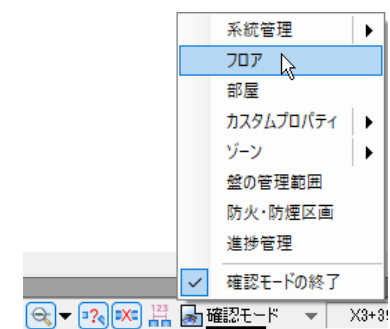 系統管理
フロア
部屋
カスタムプロパティ
ゾーン
盤の管理範囲
防火・防煙区画
進捗管理
確認モードの終了
123
確認モード